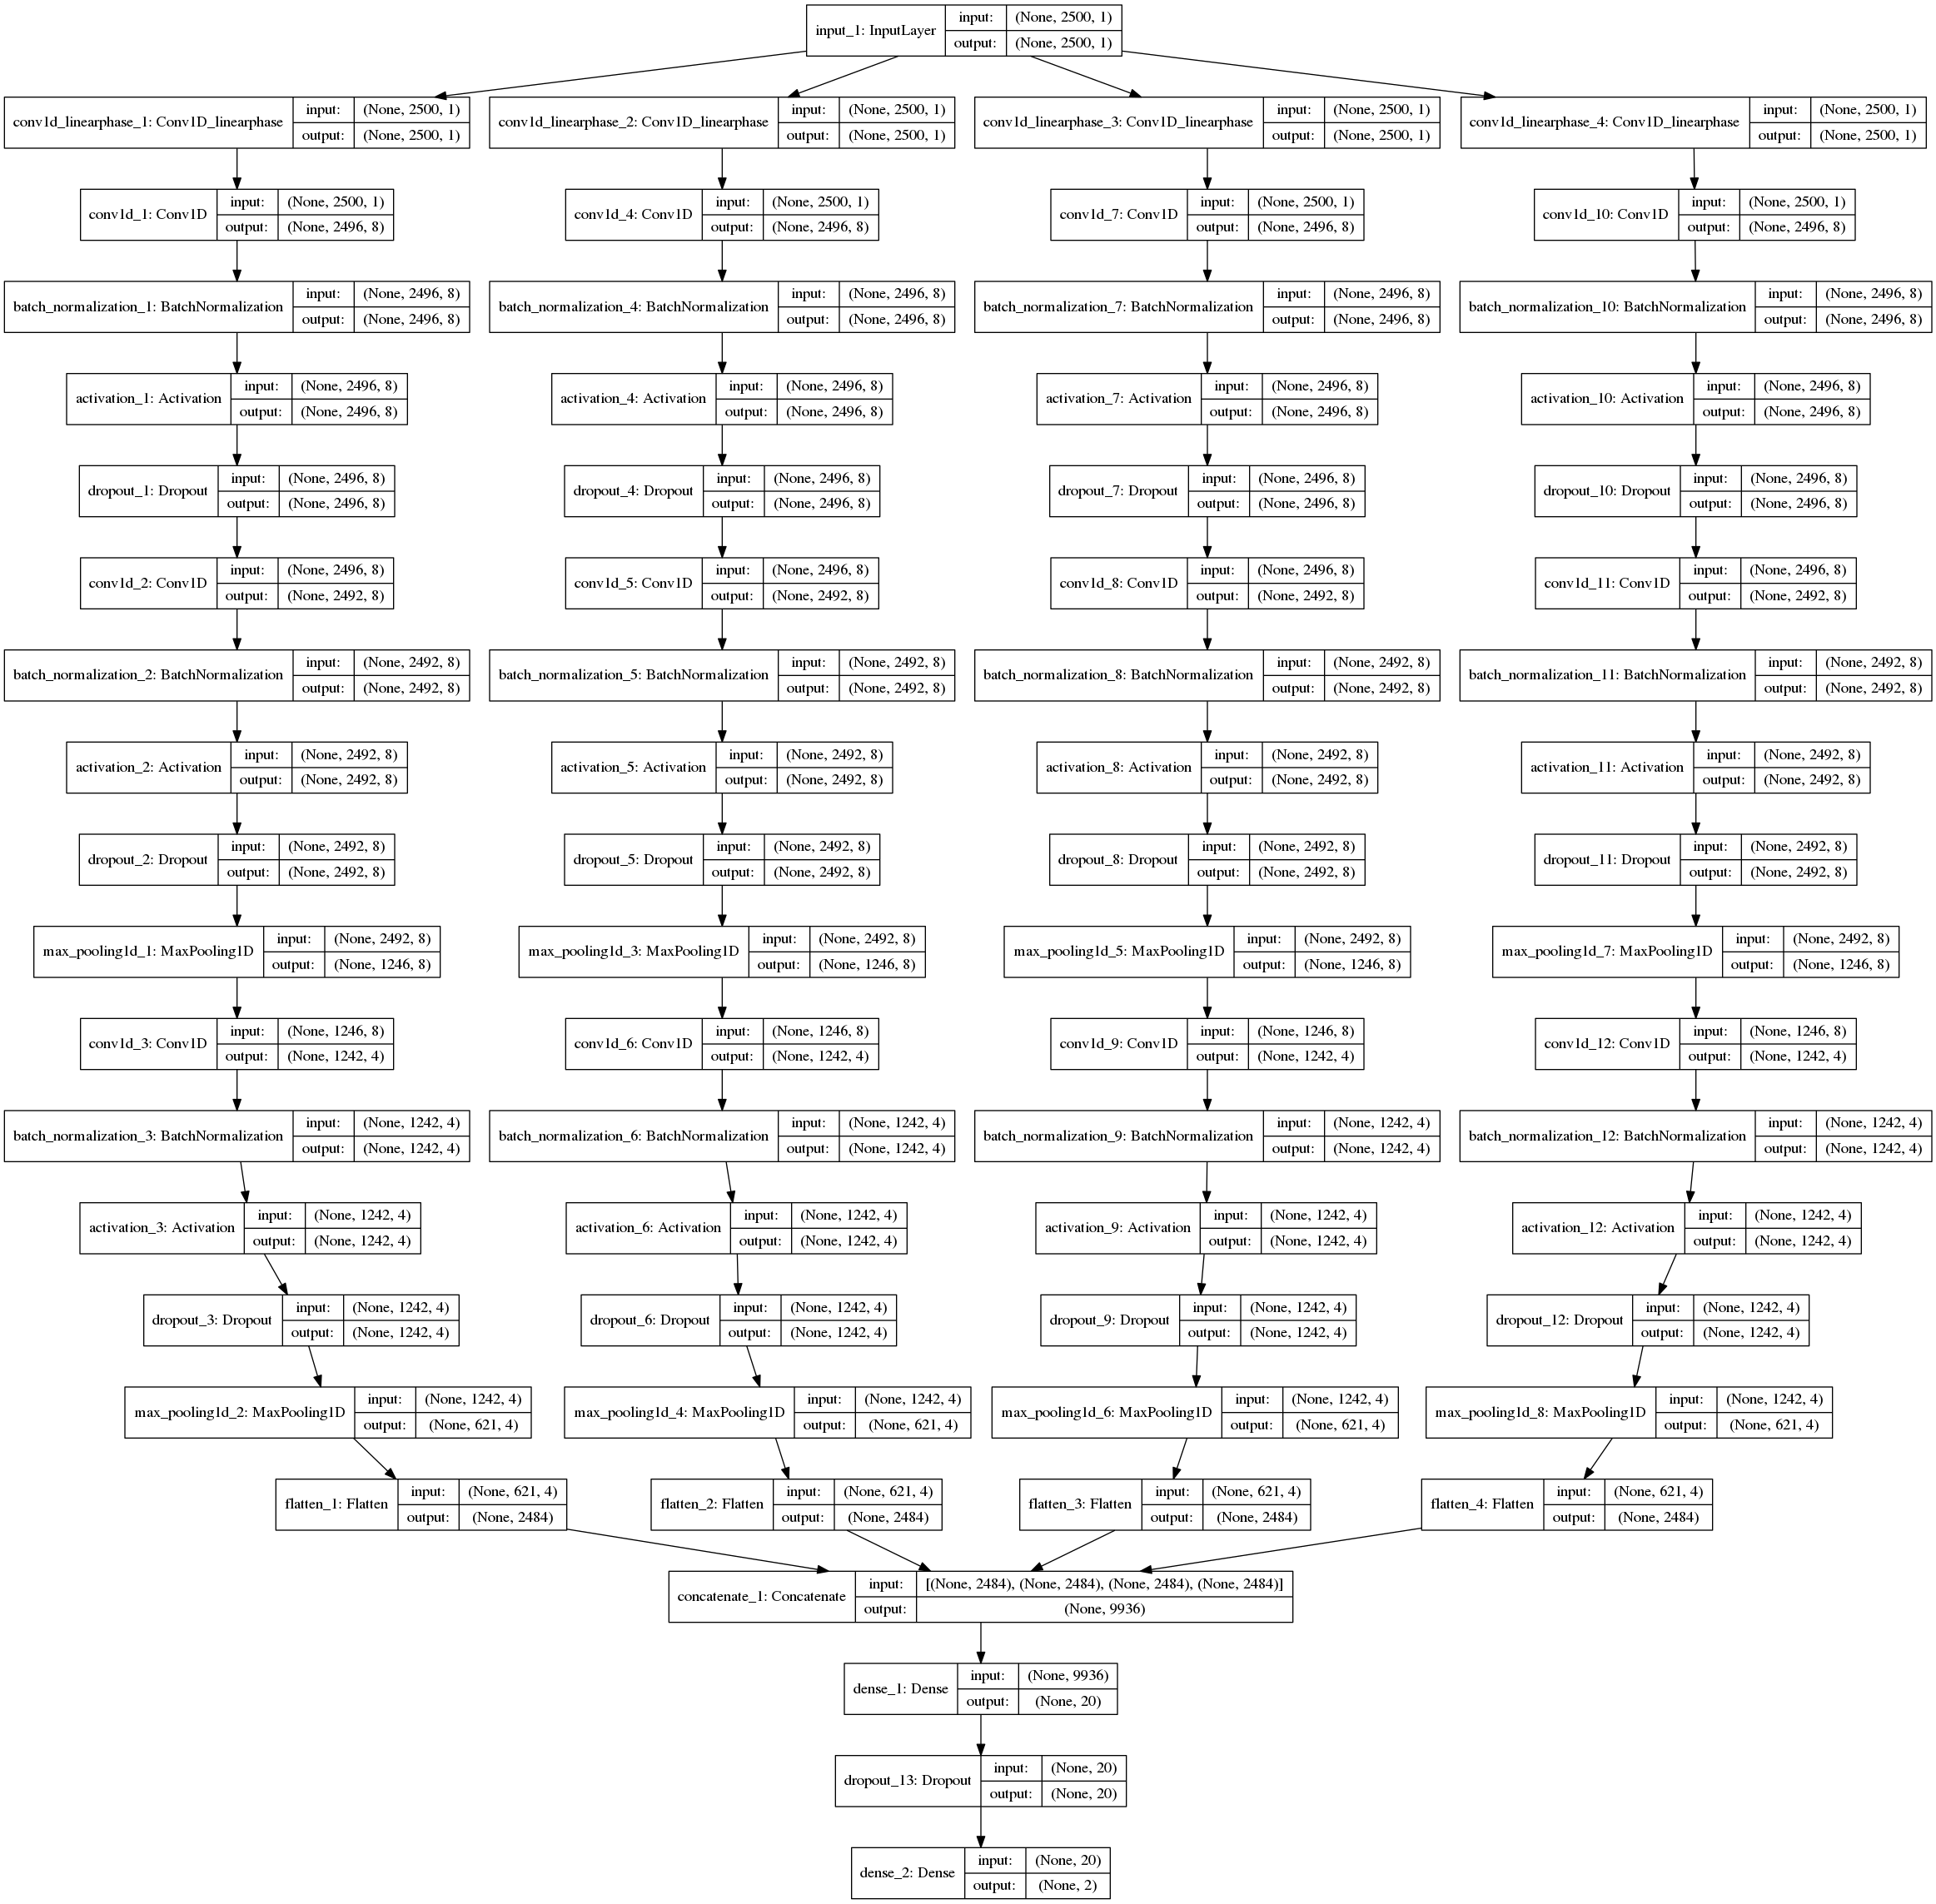 input_1: InputLayer input: (None, 2500, 1)
output: (None, 2500, 1)
conv1d_linearphase_1: Conv1D_linearphase input: (None, 2500, 1)
output: (None, 2500, 1)
conv1d_linearphase_2: Conv1D_linearphase input: (None, 2500, 1)
output: (None, 2500, 1)
conv1d_linearphase_3: Conv1D_linearphase input: (None, 2500, 1)
output: (None, 2500, 1)
conv1d_linearphase_4: Conv1D_linearphase input: (None, 2500, 1)
output: (None, 2500, 1)
conv1d_1: Conv1D input: (None, 2500, 1)
output: (None, 2496, 8)
conv1d_4: Conv1D input: (None, 2500, 1)
output: (None, 2496, 8)
conv1d_7: Conv1D input: (None, 2500, 1)
output: (None, 2496, 8)
conv1d_10: Conv1D input: (None, 2500, 1)
output: (None, 2496, 8)
batch_normalization_1: BatchNormalization input: (None, 2496, 8)
output: (None, 2496, 8)
batch_normalization_4: BatchNormalization input: (None, 2496, 8)
output: (None, 2496, 8)
batch_normalization_7: BatchNormalization input: (None, 2496, 8)
output: (None, 2496, 8)
batch_normalization_10: BatchNormalization input: (None, 2496, 8)
output: (None, 2496, 8)
activation_1: Activation input: (None, 2496, 8)
output: (None, 2496, 8)
activation_4: Activation input: (None, 2496, 8)
output: (None, 2496, 8)
activation_7: Activation input: (None, 2496, 8)
output: (None, 2496, 8)
activation_10: Activation input: (None, 2496, 8)
output: (None, 2496, 8)
dropout_1: Dropout input: (None, 2496, 8)
output: (None, 2496, 8)
dropout_4: Dropout input: (None, 2496, 8)
output: (None, 2496, 8)
dropout_7: Dropout input: (None, 2496, 8)
output: (None, 2496, 8)
dropout_10: Dropout input: (None, 2496, 8)
output: (None, 2496, 8)
conv1d_2: Conv1D input: (None, 2496, 8)
output: (None, 2492, 8)
conv1d_5: Conv1D input: (None, 2496, 8)
output: (None, 2492, 8)
conv1d_8: Conv1D input: (None, 2496, 8)
output: (None, 2492, 8)
conv1d_11: Conv1D input: (None, 2496, 8)
output: (None, 2492, 8)
batch_normalization_2: BatchNormalization input: (None, 2492, 8)
output: (None, 2492, 8)
batch_normalization_5: BatchNormalization input: (None, 2492, 8)
output: (None, 2492, 8)
batch_normalization_8: BatchNormalization input: (None, 2492, 8)
output: (None, 2492, 8)
batch_normalization_11: BatchNormalization input: (None, 2492, 8)
output: (None, 2492, 8)
activation_2: Activation input: (None, 2492, 8)
output: (None, 2492, 8)
activation_5: Activation input: (None, 2492, 8)
output: (None, 2492, 8)
activation_8: Activation input: (None, 2492, 8)
output: (None, 2492, 8)
activation_11: Activation input: (None, 2492, 8)
output: (None, 2492, 8)
dropout_2: Dropout input: (None, 2492, 8)
output: (None, 2492, 8)
dropout_5: Dropout input: (None, 2492, 8)
output: (None, 2492, 8)
dropout_8: Dropout input: (None, 2492, 8)
output: (None, 2492, 8)
dropout_11: Dropout input: (None, 2492, 8)
output: (None, 2492, 8)
max_pooling1d_1: MaxPooling1D input: (None, 2492, 8)
output: (None, 1246, 8)
max_pooling1d_3: MaxPooling1D input: (None, 2492, 8)
output: (None, 1246, 8)
max_pooling1d_5: MaxPooling1D input: (None, 2492, 8)
output: (None, 1246, 8)
max_pooling1d_7: MaxPooling1D input: (None, 2492, 8)
output: (None, 1246, 8)
conv1d_3: Conv1D input: (None, 1246, 8)
output: (None, 1242, 4)
conv1d_6: Conv1D input: (None, 1246, 8)
output: (None, 1242, 4)
conv1d_9: Conv1D input: (None, 1246, 8)
output: (None, 1242, 4)
conv1d_12: Conv1D input: (None, 1246, 8)
output: (None, 1242, 4)
batch_normalization_3: BatchNormalization input: (None, 1242, 4)
output: (None, 1242, 4)
batch_normalization_6: BatchNormalization input: (None, 1242, 4)
output: (None, 1242, 4)
batch_normalization_9: BatchNormalization input: (None, 1242, 4)
output: (None, 1242, 4)
batch_normalization_12: BatchNormalization input: (None, 1242, 4)
output: (None, 1242, 4)
activation_3: Activation input: (None, 1242, 4)
output: (None, 1242, 4)
activation_6: Activation input: (None, 1242, 4)
output: (None, 1242, 4)
activation_9: Activation input: (None, 1242, 4)
output: (None, 1242, 4)
activation_12: Activation input: (None, 1242, 4)
output: (None, 1242, 4)
dropout_3: Dropout input: (None, 1242, 4)
output: (None, 1242, 4)
dropout_6: Dropout input: (None, 1242, 4)
output: (None, 1242, 4)
dropout_9: Dropout input: (None, 1242, 4)
output: (None, 1242, 4)
dropout_12: Dropout input: (None, 1242, 4)
output: (None, 1242, 4)
max_pooling1d_2: MaxPooling1D input: (None, 1242, 4)
output: (None, 621, 4)
max_pooling1d_4: MaxPooling1D input: (None, 1242, 4)
output: (None, 621, 4)
max_pooling1d_6: MaxPooling1D input: (None, 1242, 4)
output: (None, 621, 4)
max_pooling1d_8: MaxPooling1D input: (None, 1242, 4)
output: (None, 621, 4)
flatten_1: Flatten input: (None, 621, 4)
output: (None, 2484)
flatten_2: Flatten input: (None, 621, 4)
output: (None, 2484)
flatten_3: Flatten input: (None, 621, 4)
output: (None, 2484)
flatten_4: Flatten input: (None, 621, 4)
output: (None, 2484)
concatenate_1: Concatenate input: [(None, 2484), (None, 2484), (None, 2484), (None, 2484)]
output: (None, 9936)
dense_1: Dense input: (None, 9936)
output: (None, 20)
dropout_13: Dropout input: (None, 20)
output: (None, 20)
dense_2: Dense input: (None, 20)
output: (None, 2)